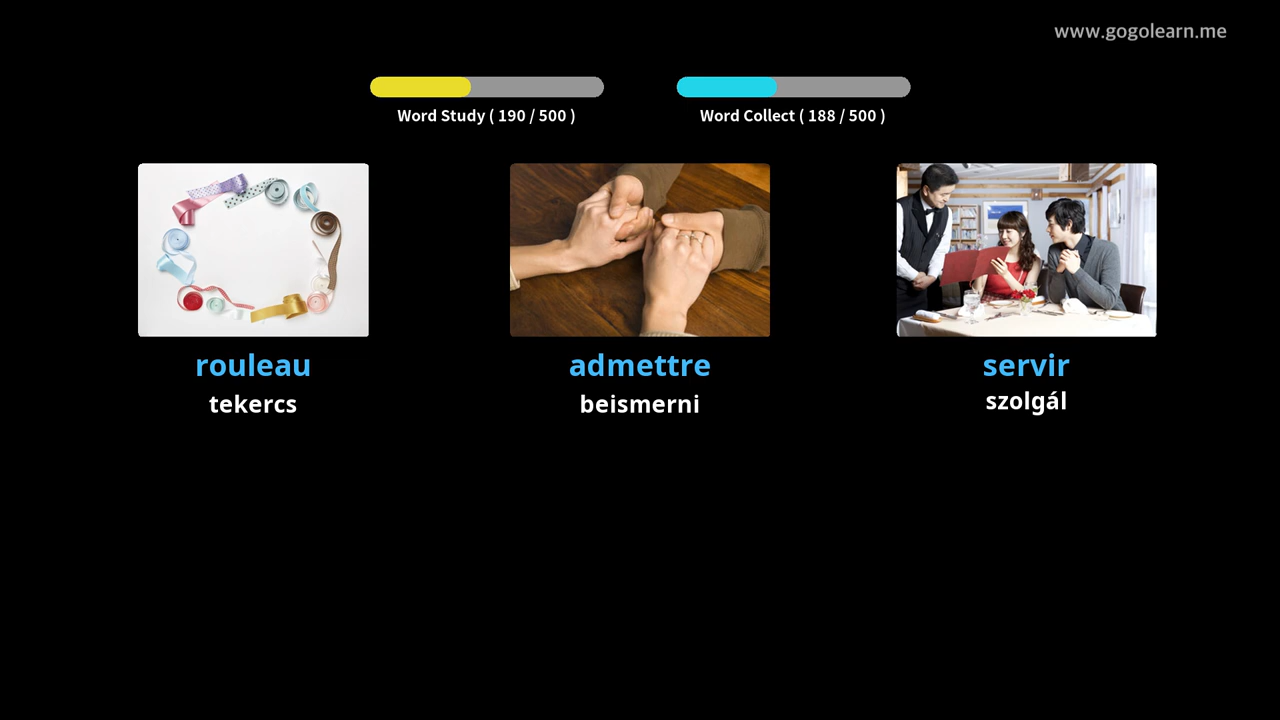 www.gogolearn.me
Word Study ( 190 / 500 )
Word Collect ( 188 / 500 )
rouleau
admettre
servir
tekercs
beismerni
szolgál